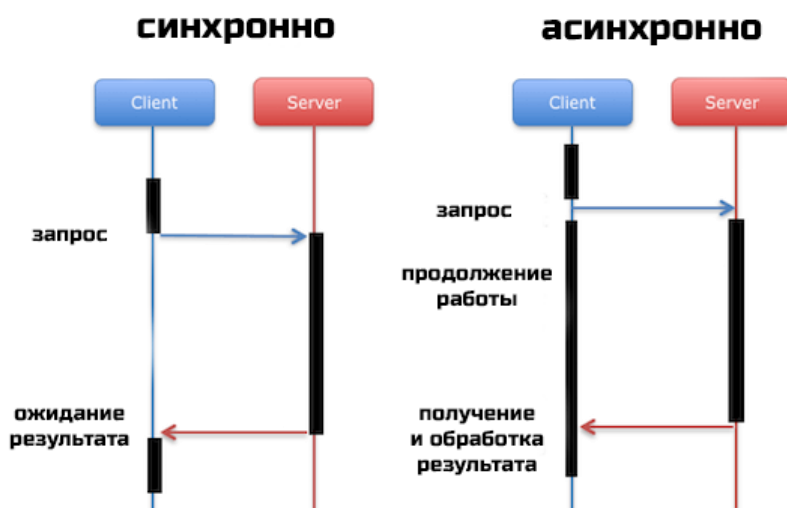 синхронно
Client
Server
запрос
ожидание
результата
асинхронно
Client
Server
запрос
продолжение
работы
получение
и обработка
результата